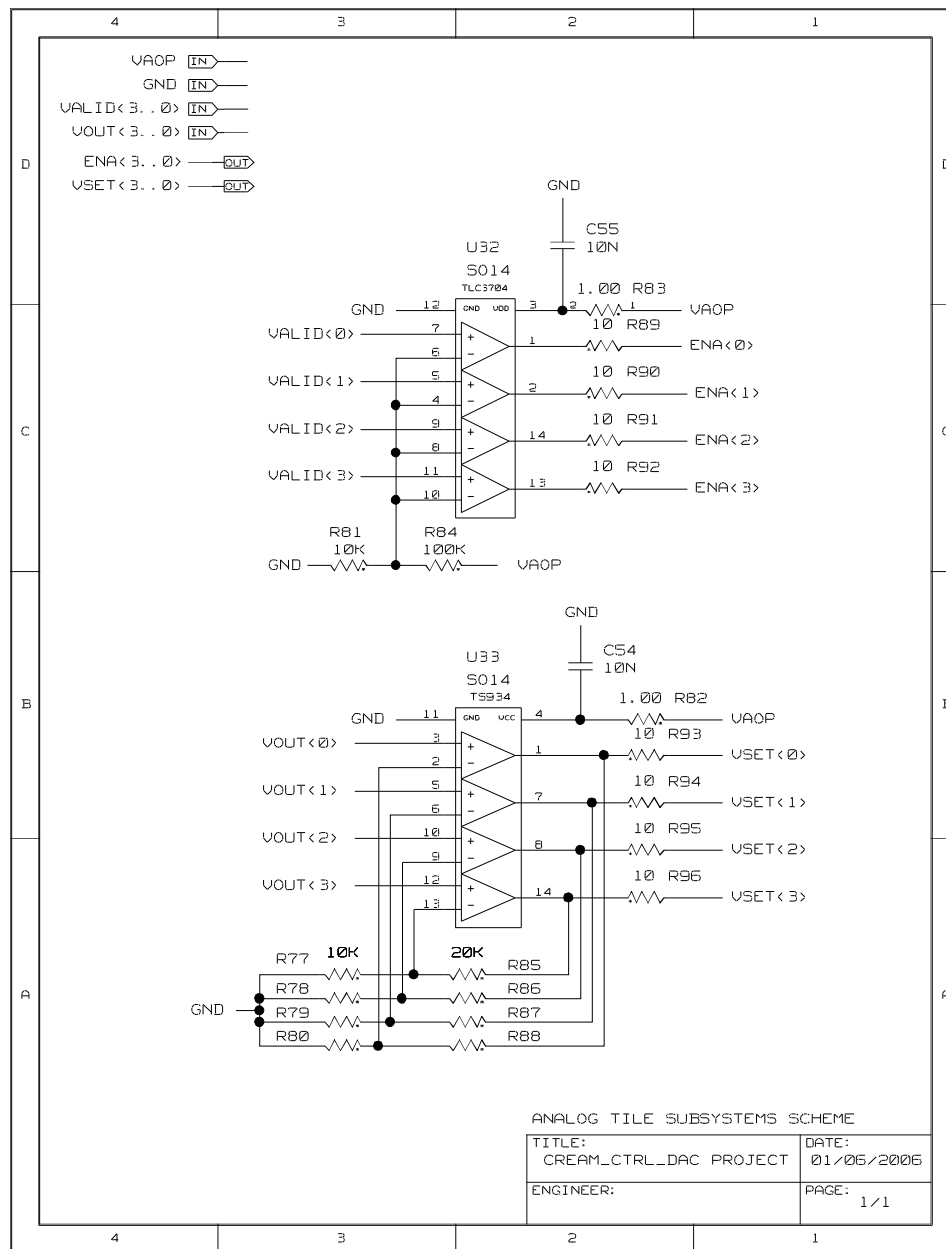 4 3 2 1
VAOP IN
GND IN
VALID<3..0> IN
VOUT<3..0> IN
D
D
ENA<3..0> OUT
VSET<3..0> OUT
GND
C55
10N
U32
SO14
TLC3704
1.00 R83
GND 12 GND VDD 3 2 1 VAOP
10 R89
VALID<0> 7 +
6 - 1 ENA<0>
10 R90
VALID<1> 5 +
4 - 2 ENA<1>
10 R91
C
VALID<2> 9 +
8 - 14 ENA<2>
C
10 R92
VALID<3> 11 +
10 - 13 ENA<3>
R81 R84
10K 100K
GND VAOP
GND
C54
10N
U33
SO14
TS934
B
1.00 R82
B
GND 11 GND VCC 4 VAOP
10 R93
VOUT<0> 3 +
2 - 1 VSET<0>
10 R94
VOUT<1> 5 +
6 - 7 VSET<1>
10 R95
VOUT<2> 10 +
9 - 8 VSET<2>
10 R96
VOUT<3> 12 +
13 - 14 VSET<3>
R77 10K 20K R85
R78 R86
A
GND
A
R79 R87
R80 R88
ANALOG TILE SUBSYSTEMS SCHEME
TITLE:
CREAM_CTRL_DAC PROJECT
DATE:
01/06/2006
ENGINEER:
PAGE:
1/1
4 3 2 1